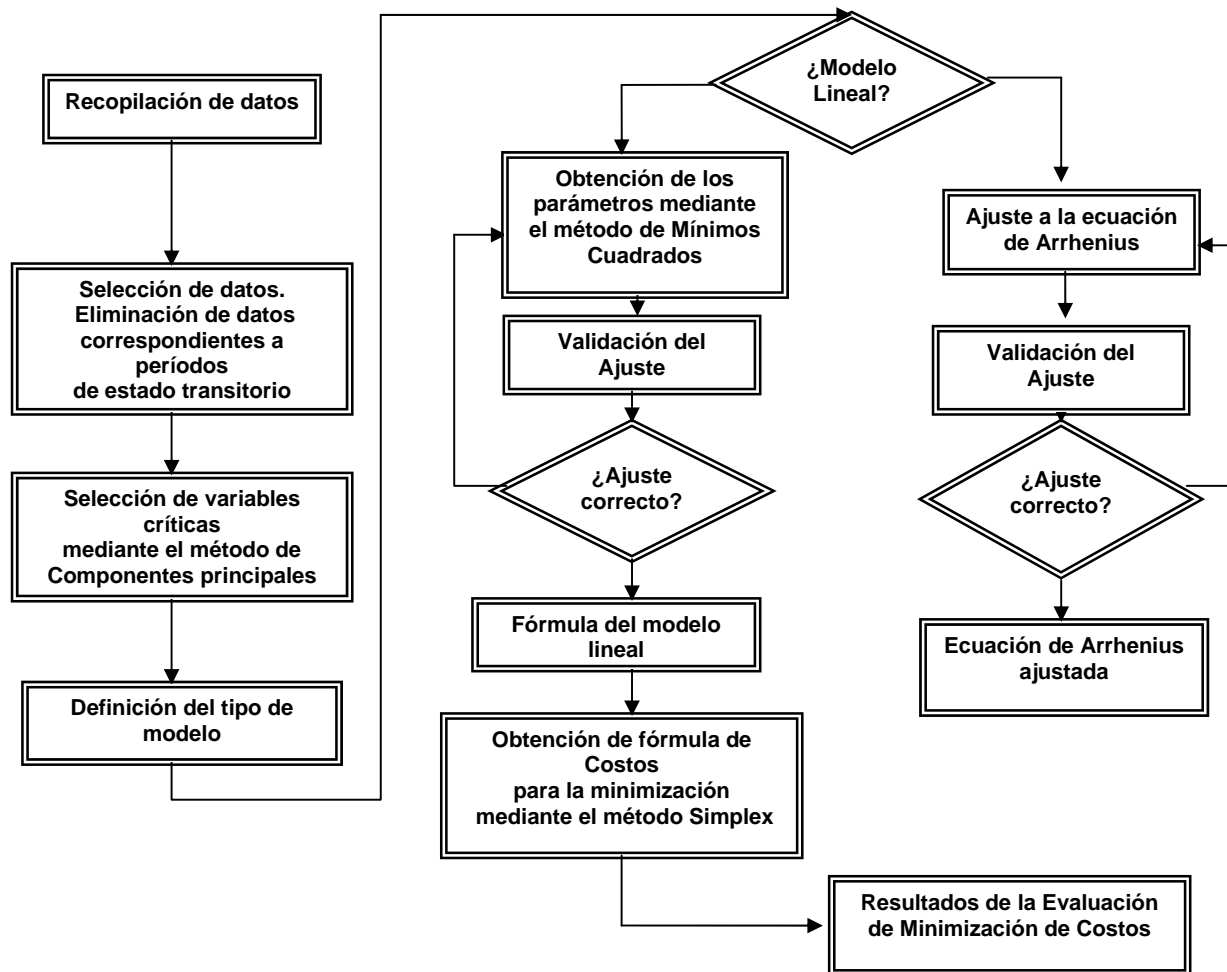 Recopilación de datos
Selección de datos.
Eliminación de datos
correspondientes a
períodos
de estado transitorio
Selección de variables
críticas
mediante el método de
Componentes principales
Definición del tipo de
modelo
¿Modelo
Lineal?
Obtención de los
parámetros mediante
el método de Mínimos
Cuadrados
Validación del
Ajuste
¿Ajuste
correcto?
Fórmula del modelo
lineal
Obtención de fórmula de
Costos
para la minimización
mediante el método Simplex
Ajuste a la ecuación
de Arrhenius
Validación del
Ajuste
¿Ajuste
correcto?
Ecuación de Arrhenius
ajustada
Resultados de la Evaluación
de Minimización de Costos